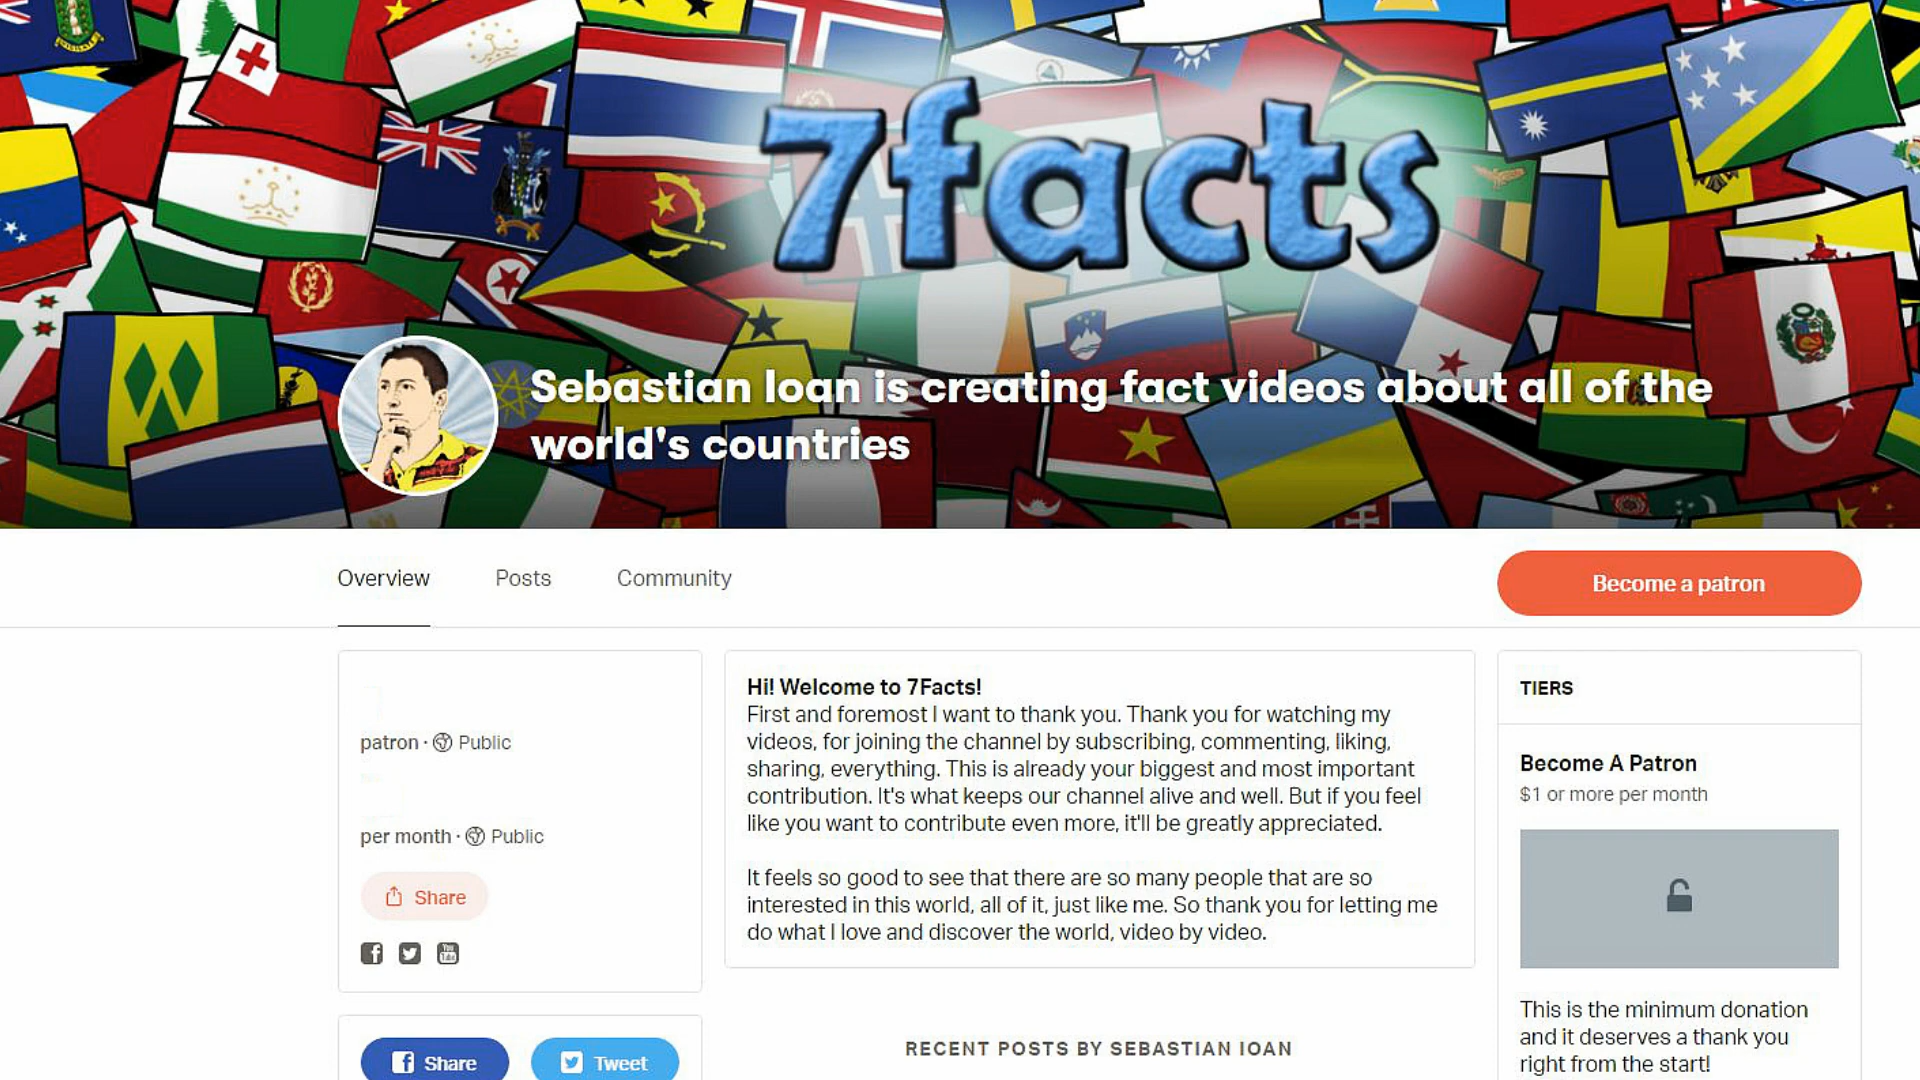 7facts
Sebastian Ioan is creating fact videos about all of the
world's countries
Overview
Posts
Community
Become a patron
patron · Public
per month · Public
Share
You
Tube
Share
Tweet
Hi! Welcome to 7Facts!
First and foremost I want to thank you. Thank you for watching my
videos, for joining the channel by subscribing, commenting, liking,
sharing, everything. This is already your biggest and most important
contribution. It's what keeps our channel alive and well. But if you feel
like you want to contribute even more, it'll be greatly appreciated.
It feels so good to see that there are so many people that are so
interested in this world, all of it, just like me. So thank you for letting me
do what I love and discover the world, video by video.
RECENT POSTS BY SEBASTIAN IOAN
TIERS
Become A Patron
$1 or more per month
This is the minimum donation
and it deserves a thank you
right from the start!